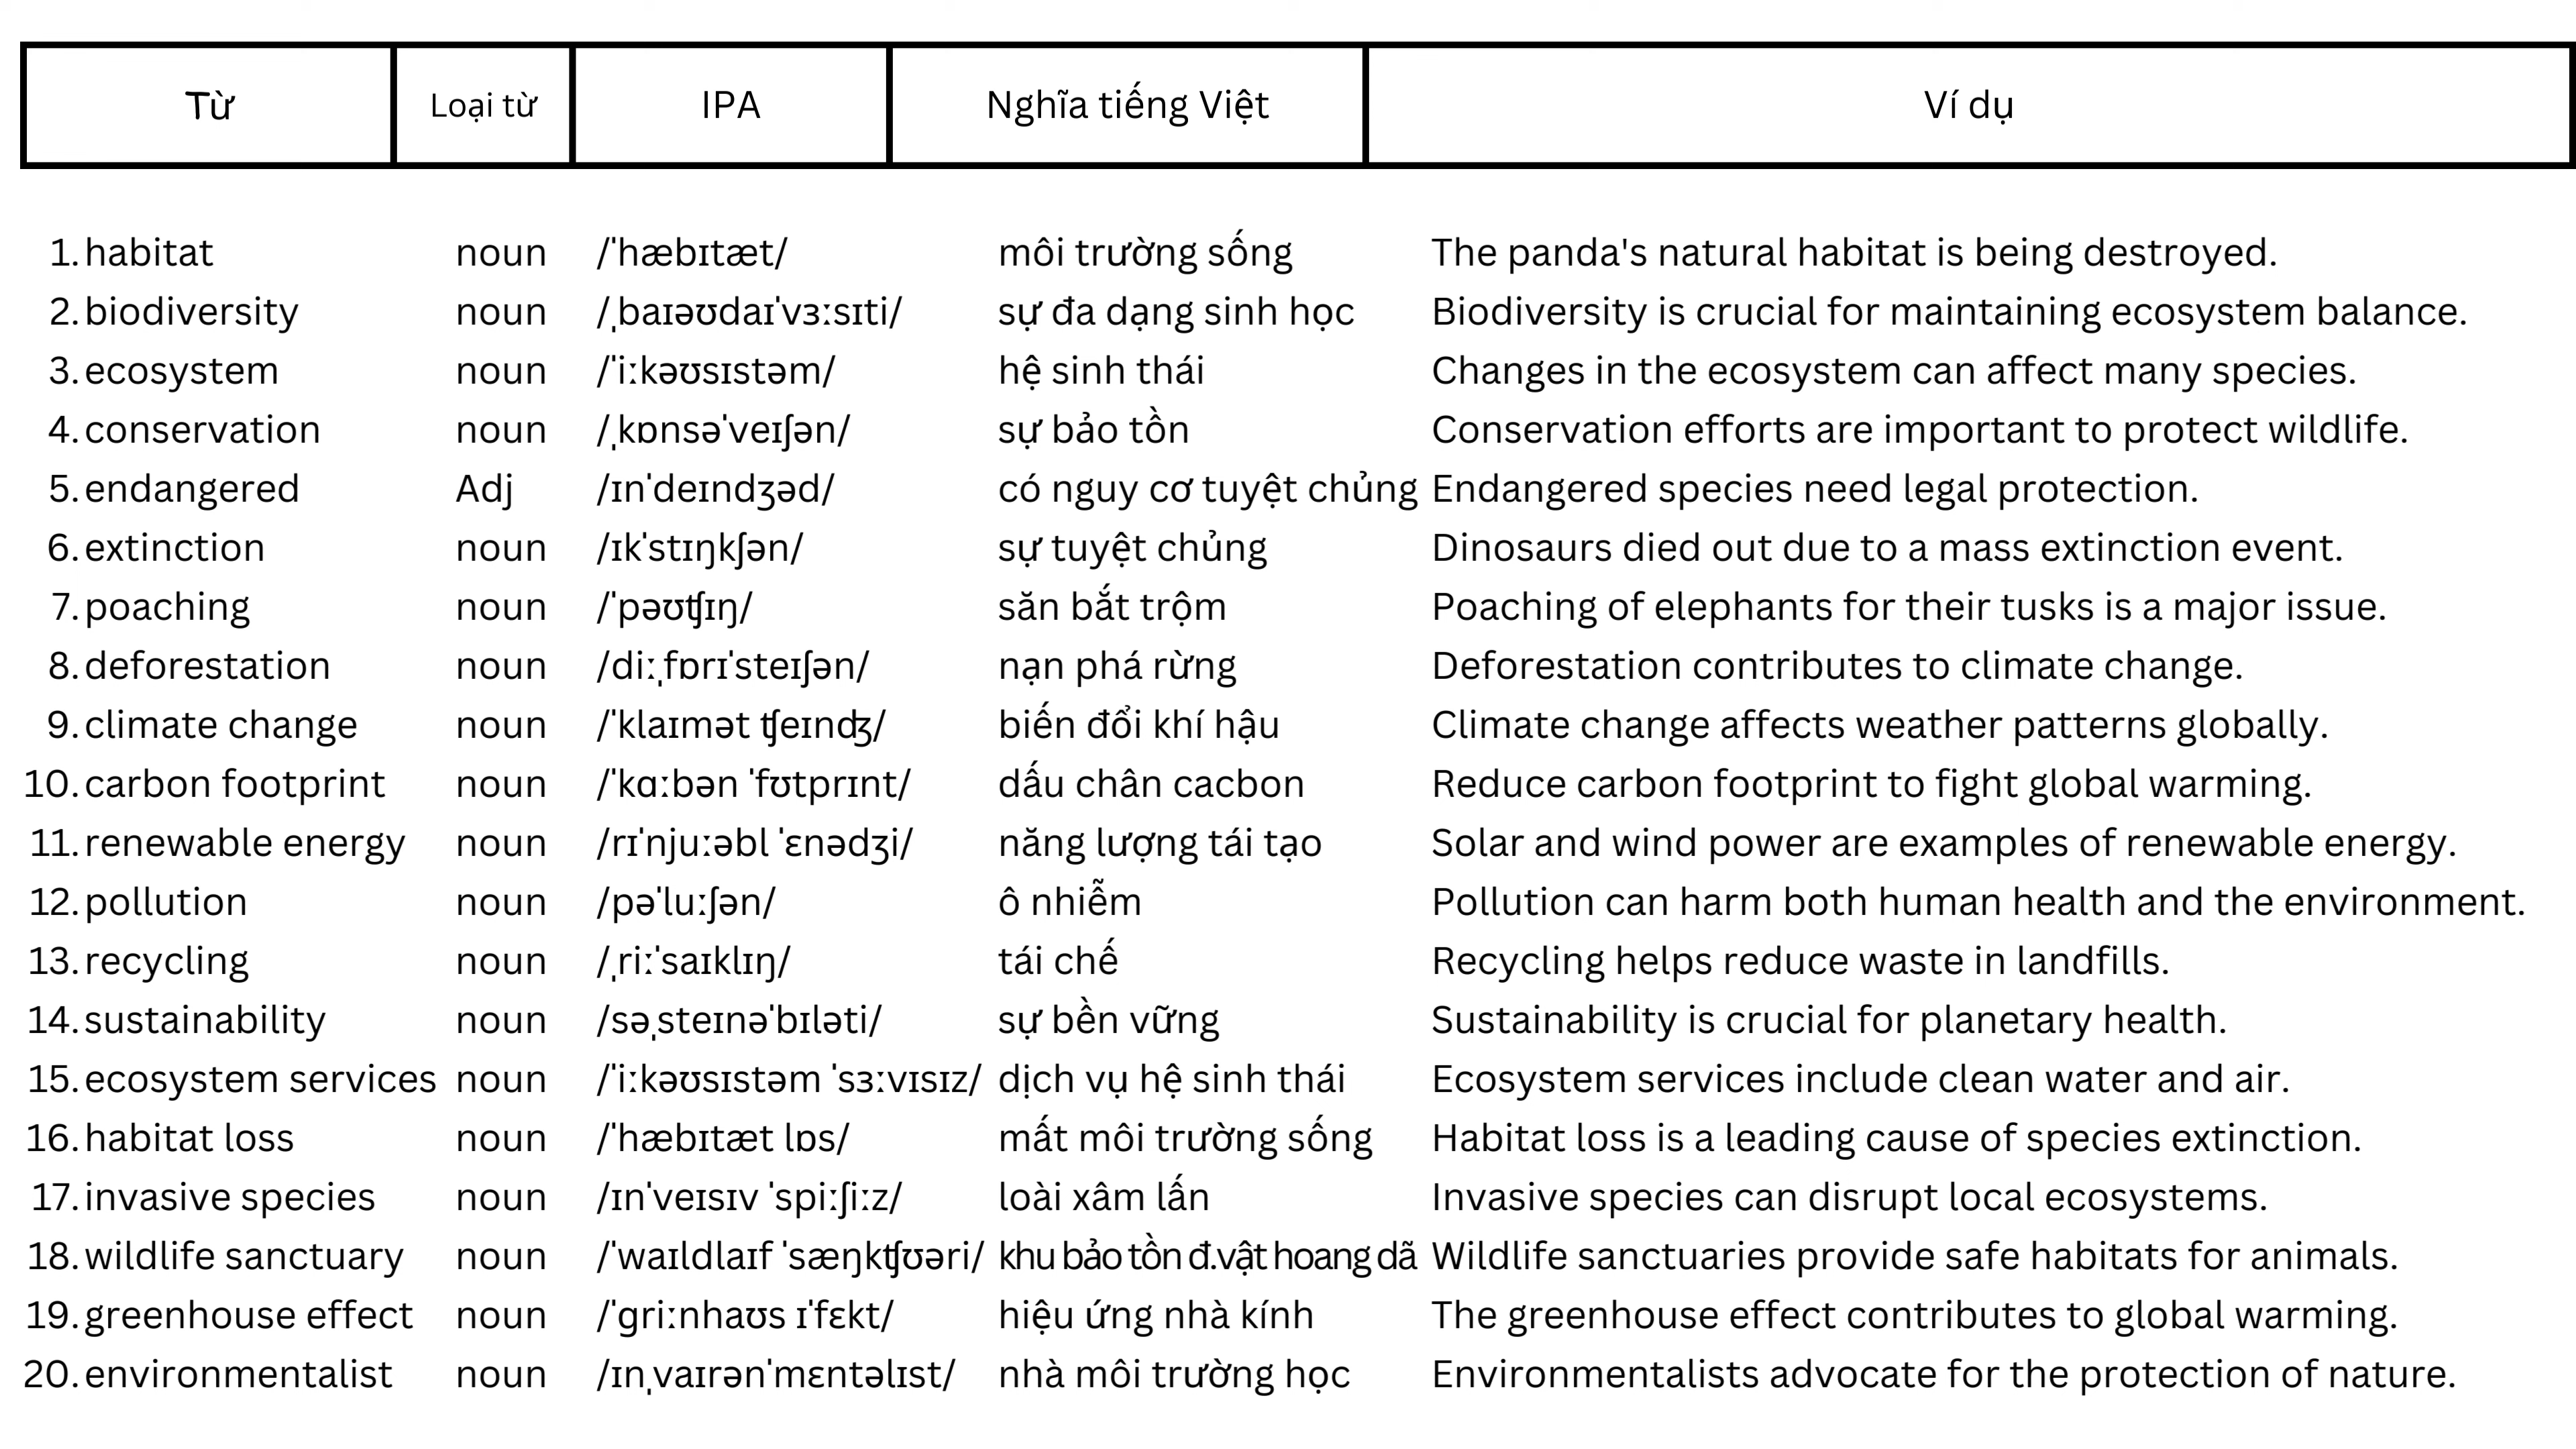 Từ Loại từ IPA Nghĩa tiếng Việt Ví dụ
1. habitat noun /ˈhæbɪtæt/ môi trường sống The panda's natural habitat is being destroyed.
2. biodiversity noun /ˌbaɪəʊdaɪˈvɜːsɪti/ sự đa dạng sinh học Biodiversity is crucial for maintaining ecosystem balance.
3. ecosystem noun /ˈiːkəʊsɪstəm/ hệ sinh thái Changes in the ecosystem can affect many species.
4. conservation noun /ˌkɒnsəˈveɪʃən/ sự bảo tồn Conservation efforts are important to protect wildlife.
5. endangered Adj /ɪnˈdeɪndʒəd/ có nguy cơ tuyệt chủng Endangered species need legal protection.
6. extinction noun /ɪkˈstɪŋkʃən/ sự tuyệt chủng Dinosaurs died out due to a mass extinction event.
7. poaching noun /ˈpəʊʧɪŋ/ săn bắt trộm Poaching of elephants for their tusks is a major issue.
8. deforestation noun /diːˌfɒrɪˈsteɪʃən/ nạn phá rừng Deforestation contributes to climate change.
9. climate change noun /ˈklaɪmət ʧeɪnʤ/ biến đổi khí hậu Climate change affects weather patterns globally.
10. carbon footprint noun /ˈkɑːbən ˈfʊtprɪnt/ dấu chân cacbon Reduce carbon footprint to fight global warming.
11. renewable energy noun /rɪˈnjuːəbl ˈɛnədʒi/ năng lượng tái tạo Solar and wind power are examples of renewable energy.
12. pollution noun /pəˈluːʃən/ ô nhiễm Pollution can harm both human health and the environment.
13. recycling noun /ˌriːˈsaɪklɪŋ/ tái chế Recycling helps reduce waste in landfills.
14. sustainability noun /səˌsteɪnəˈbɪləti/ sự bền vững Sustainability is crucial for planetary health.
15. ecosystem services noun /ˈiːkəʊsɪstəm ˈsɜːvɪsɪz/ dịch vụ hệ sinh thái Ecosystem services include clean water and air.
16. habitat loss noun /ˈhæbɪtæt lɒs/ mất môi trường sống Habitat loss is a leading cause of species extinction.
17. invasive species noun /ɪnˈveɪsɪv ˈspiːʃiːz/ loài xâm lấn Invasive species can disrupt local ecosystems.
18. wildlife sanctuary noun /ˈwaɪldlaɪf ˈsæŋkʧʊəri/ khu bảo tồn đ.vật hoang dã Wildlife sanctuaries provide safe habitats for animals.
19. greenhouse effect noun /ˈɡriːnhaʊs ɪˈfɛkt/ hiệu ứng nhà kính The greenhouse effect contributes to global warming.
20. environmentalist noun /ɪnˌvaɪrənˈmɛntəlɪst/ nhà môi trường học Environmentalists advocate for the protection of nature.